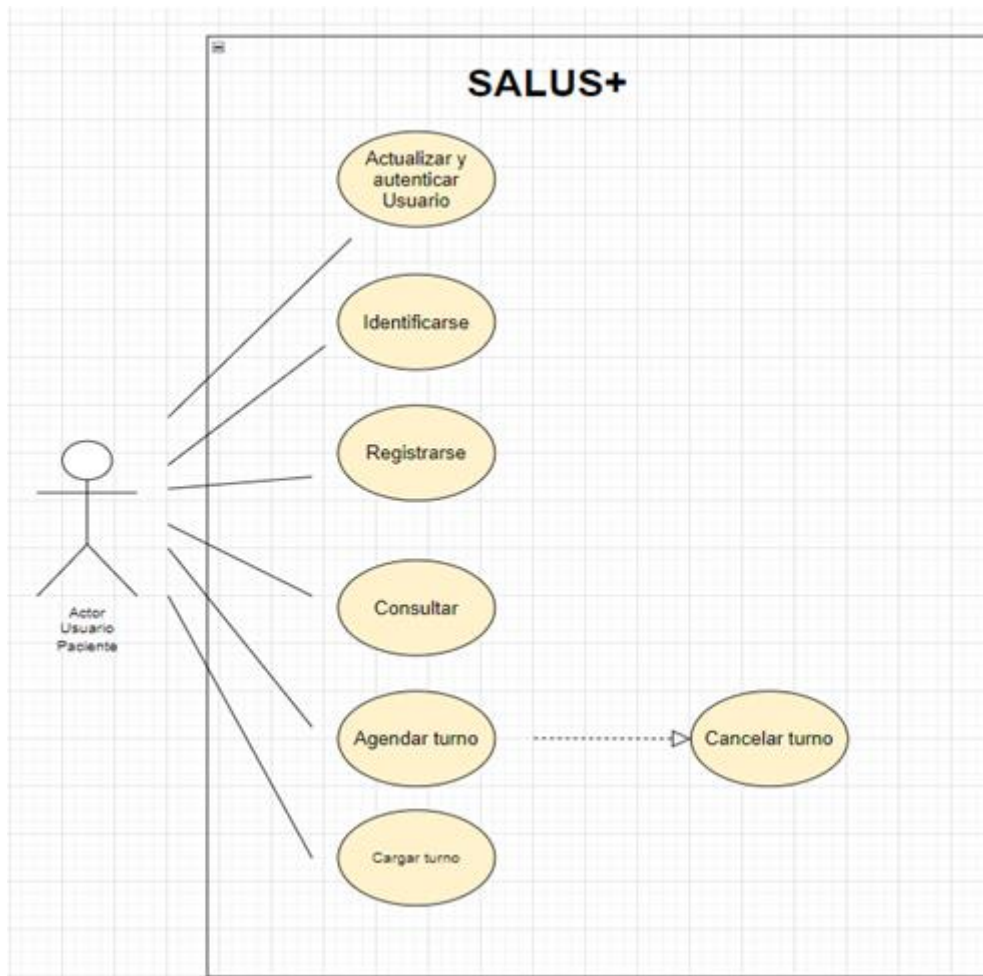 SALUS+
Actualizar y
autenticar
Usuario
Identificarse
Registrarse
Actor
Usuario
Paciente
Consultar
Agendar turno
Cancelar turno
Cargar turno